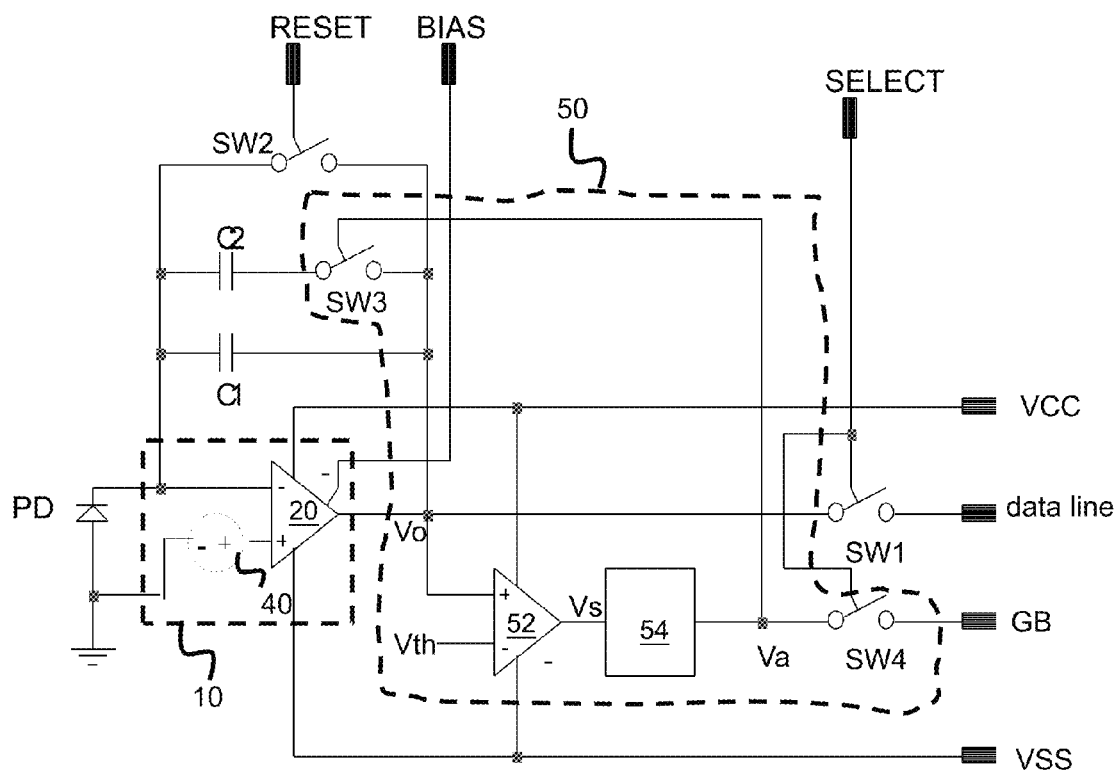 RESET
BIAS
SELECT
50
SW2
C2
SW3
C1
VCC
PD
-
-
20
data line
Vo
SW1
- +
+
40
+
Vs
52
54
GB
Vth
-
-
Va
SW4
10
VSS